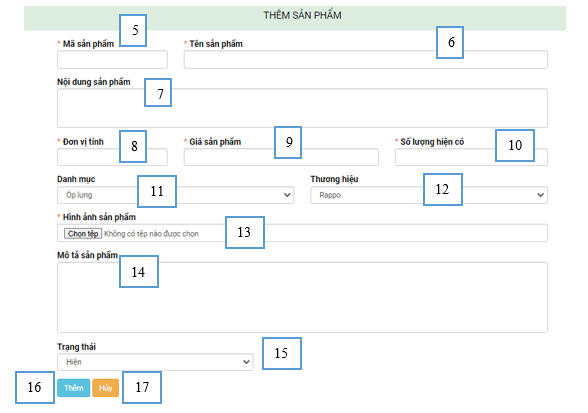 THÊM SẢN PHẨM
5
6
* Mã sản phẩm
* Tên sản phẩm
Nội dung sản phẩm
7
* Đơn vị tính
8
* Giá sản phẩm
9
* Số lượng hiện có
10
Danh mục
11
Thương hiệu
12
Ốp lưng
Rappo
* Hình ảnh sản phẩm
13
Chọn tệp Không có tệp nào được chọn
Mô tả sản phẩm
14
Trạng thái
15
Hiện
16
Thêm
Hủy
17